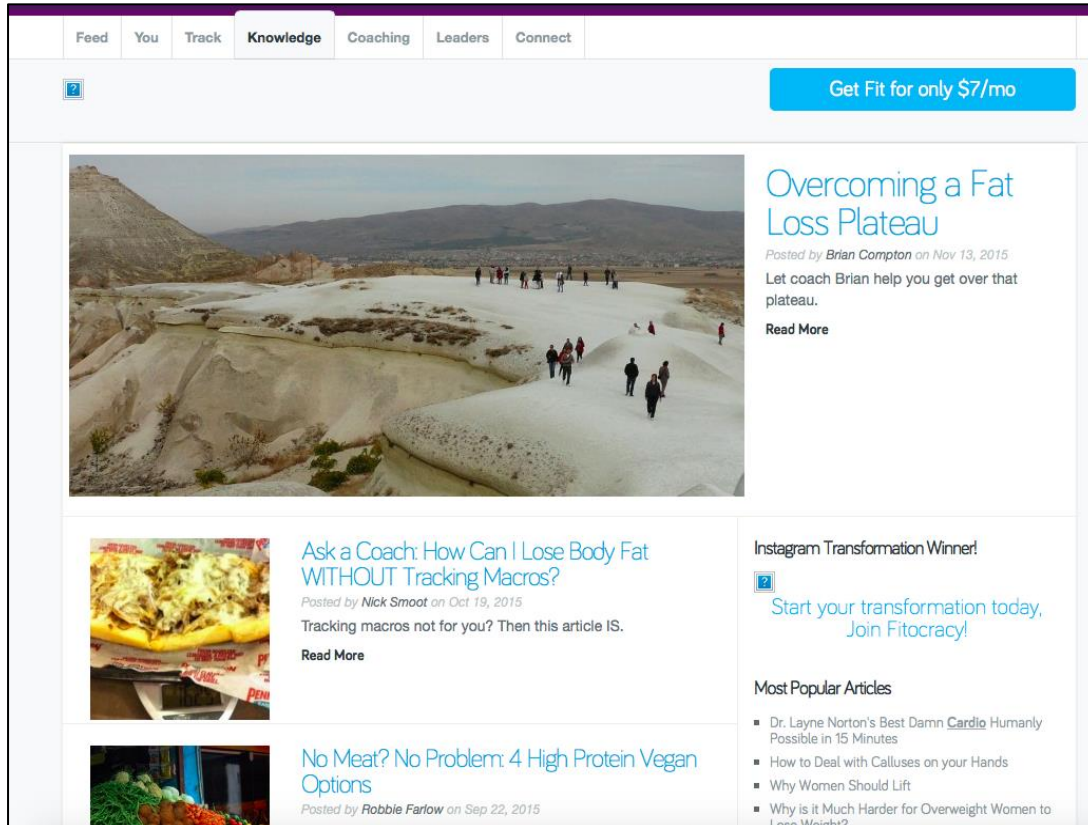 Feed You Track Knowledge Coaching Leaders Connect
Get Fit for only $7/mo
Overcoming a Fat
Loss Plateau
Posted by Brian Compton on Nov 13, 2015
Let coach Brian help you get over that
plateau.
Read More
Ask a Coach: How Can I Lose Body Fat
WITHOUT Tracking Macros?
Posted by Nick Smoot on Oct 19, 2015
Tracking macros not for you? Then this article IS.
Read More
No Meat? No Problem: 4 High Protein Vegan
Options
Posted by Robbie Farlow on Sep 22, 2015
Instagram Transformation Winner!
Start your transformation today,
Join Fitocracy!
Most Popular Articles
Dr. Layne Norton's Best Damn Cardio Humanly
Possible in 15 Minutes
How to Deal with Calluses on your Hands
Why Women Should Lift
Why is it Much Harder for Overweight Women to
Lose Weight?